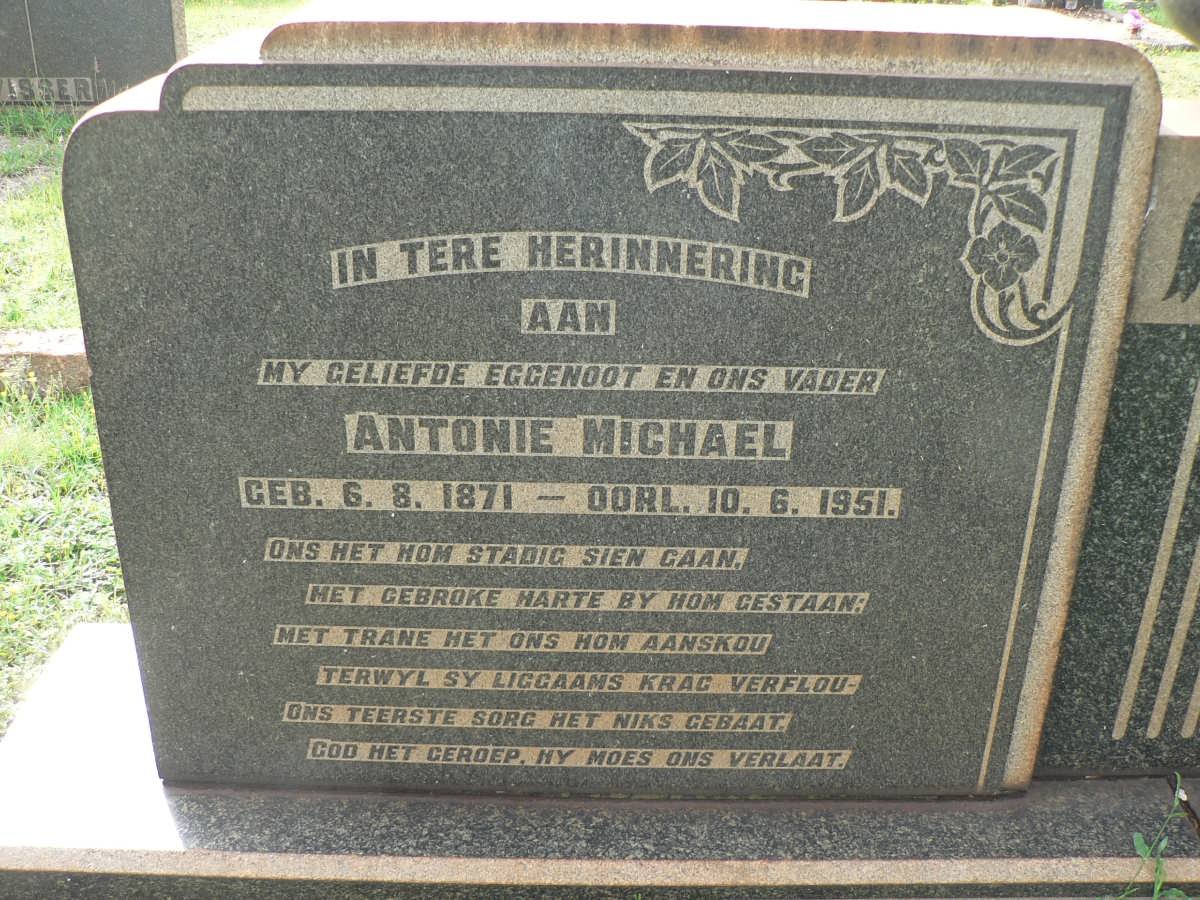 VISSER
IN TERE HERINNERING
AAN
MY GELIEFDE EGGENOOT EN ONS VADER
ANTONIE MICHAEL
GEB. 6. 8. 1871 — OORL. 10. 6. 1951.
ONS HET HOM STADIG SIEN GAAN,
MET GEBROKE HARTE BY HOM GESTAAN;
MET TRANE HET ONS HOM AANSKOU
TERWYL SY LIGGAAMS KRAG VERFLOU-
ONS TEERSTE SORG HET NIKS GEBAAT.
GOD HET GEROEP, HY MOES ONS VERLAAT.